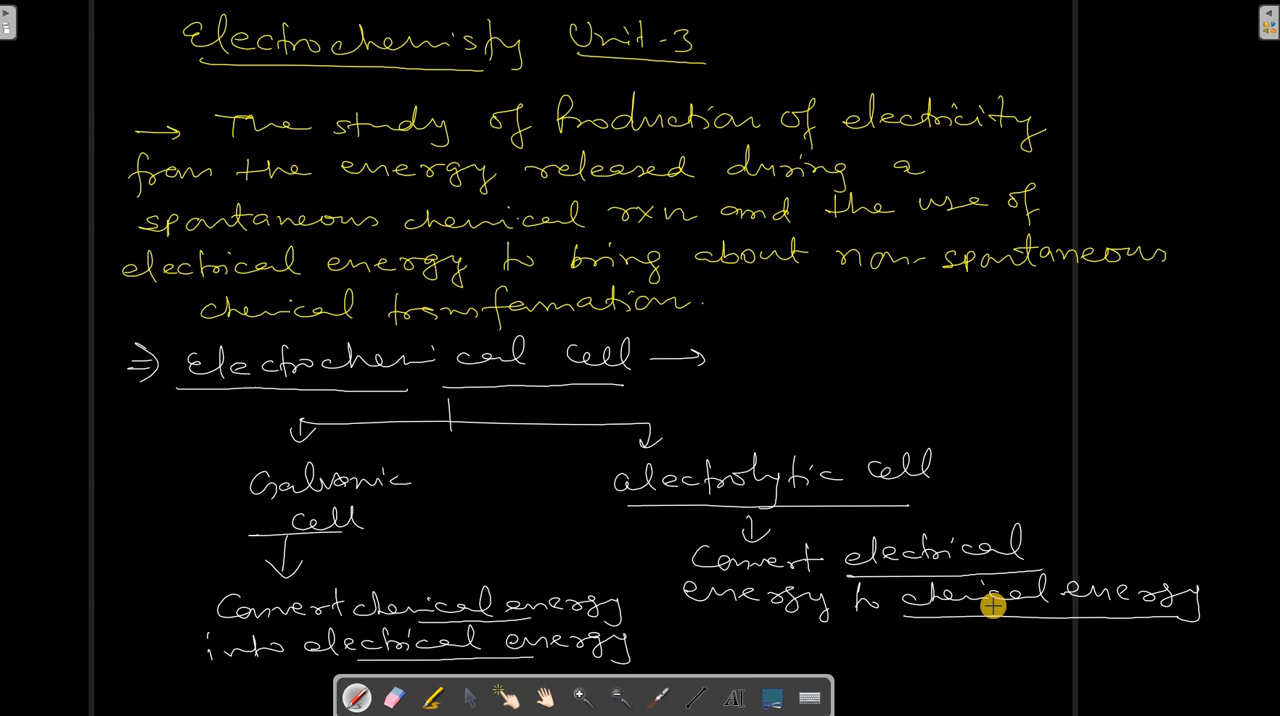 Electrochemisty Unit-3
→ The study of Production of electricity
from the energy released during a
spontaneous chemical rxn and the use of
electrical energy to bring about non-spontaneous
chemical transformation.
⇒ Electrochemical cell →
Galvanic
cell
electrolytic cell
Convert chemical energy
into electrical energy
Convert electrical
energy to chemical energy
AI